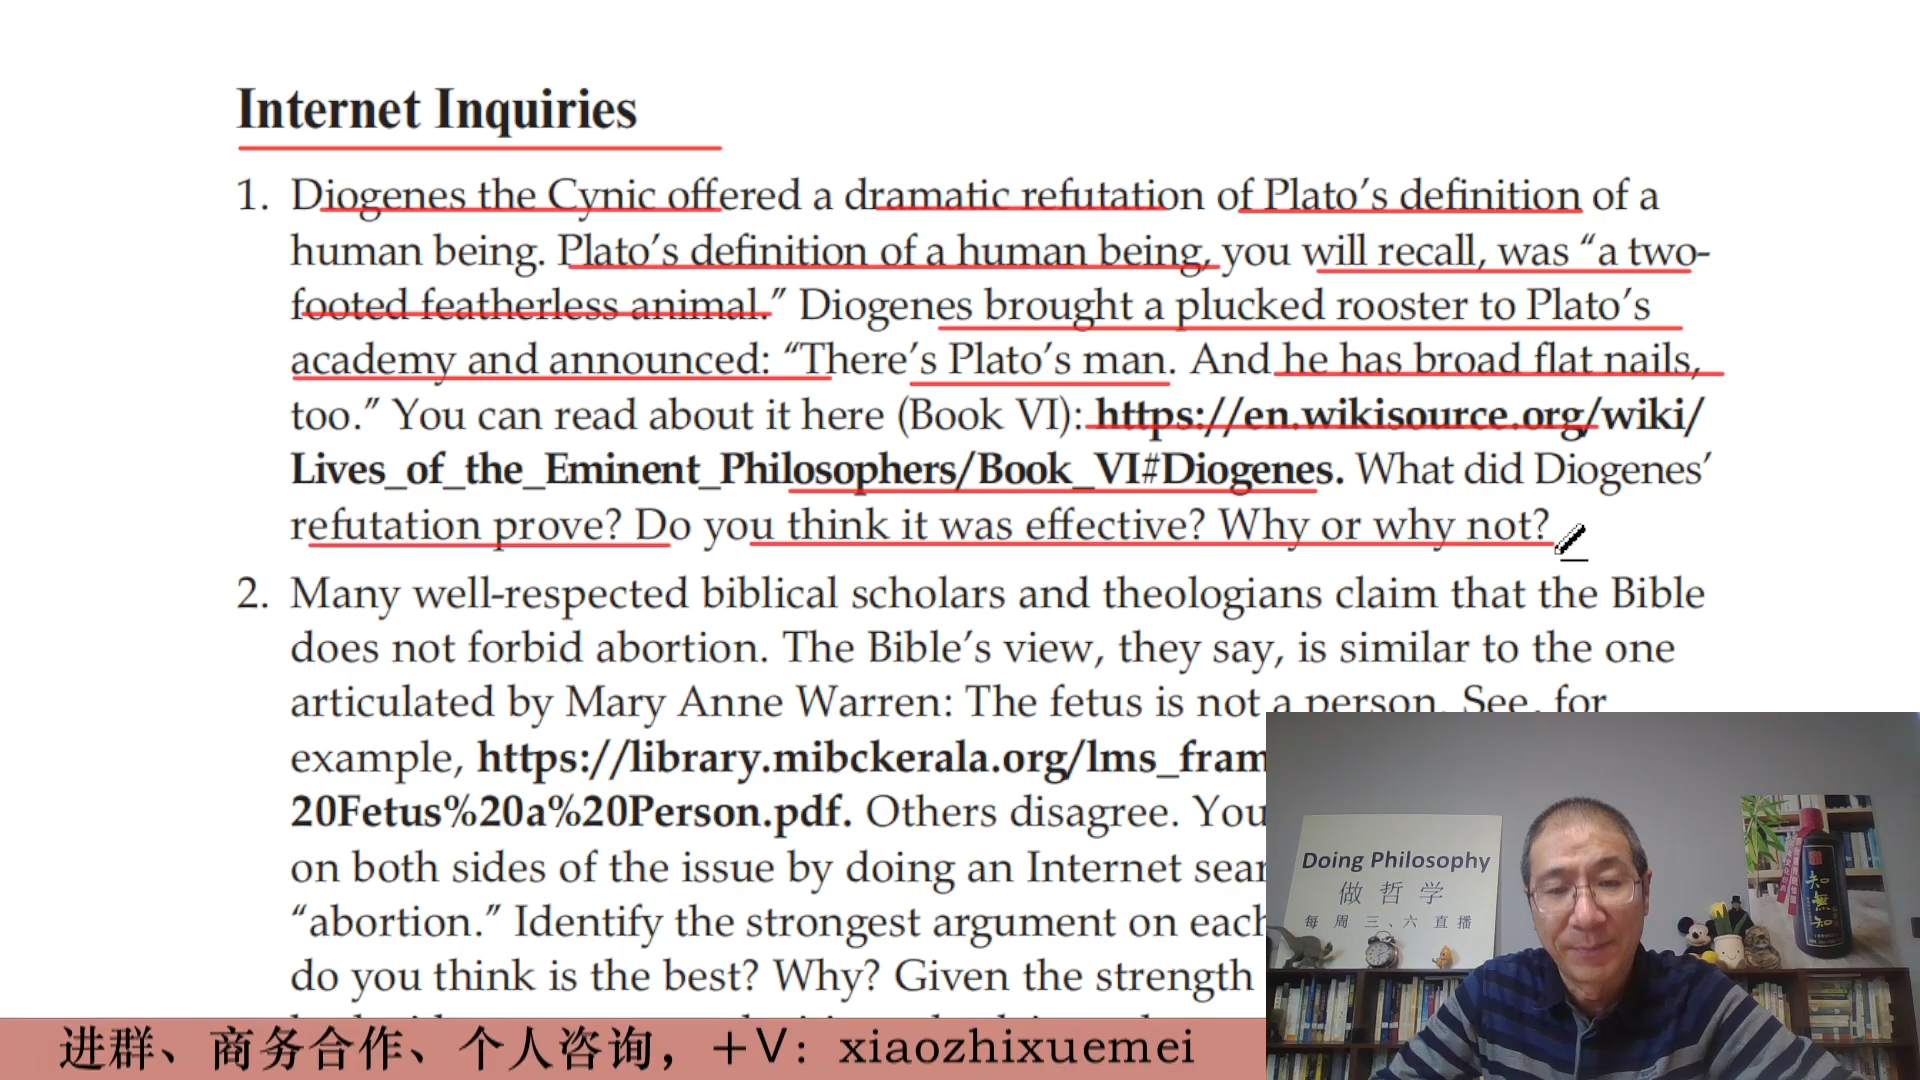 Internet Inquiries
1. Diogenes the Cynic offered a dramatic refutation of Plato’s definition of a
human being. Plato’s definition of a human being, you will recall, was “a two-
footed featherless animal.” Diogenes brought a plucked rooster to Plato’s
academy and announced: “There’s Plato’s man. And he has broad flat nails,
too.” You can read about it here (Book VI): https://en.wikisource.org/wiki/
Lives_of_the_Eminent_Philosophers/Book_VI#Diogenes. What did Diogenes’
refutation prove? Do you think it was effective? Why or why not?
2. Many well-respected biblical scholars and theologians claim that the Bible
does not forbid abortion. The Bible’s view, they say, is similar to the one
articulated by Mary Anne Warren: The fetus is not a person. See, for
example, https://library.mibckerala.org/lms_fram
20Fetus%20a%20Person.pdf. Others disagree. You
on both sides of the issue by doing an Internet sear
“abortion.” Identify the strongest argument on each
do you think is the best? Why? Given the strength
Doing Philosophy
做哲学
每周三、六直播
知無知
进群、商务合作、个人咨询，+V：xiaozhixuemei